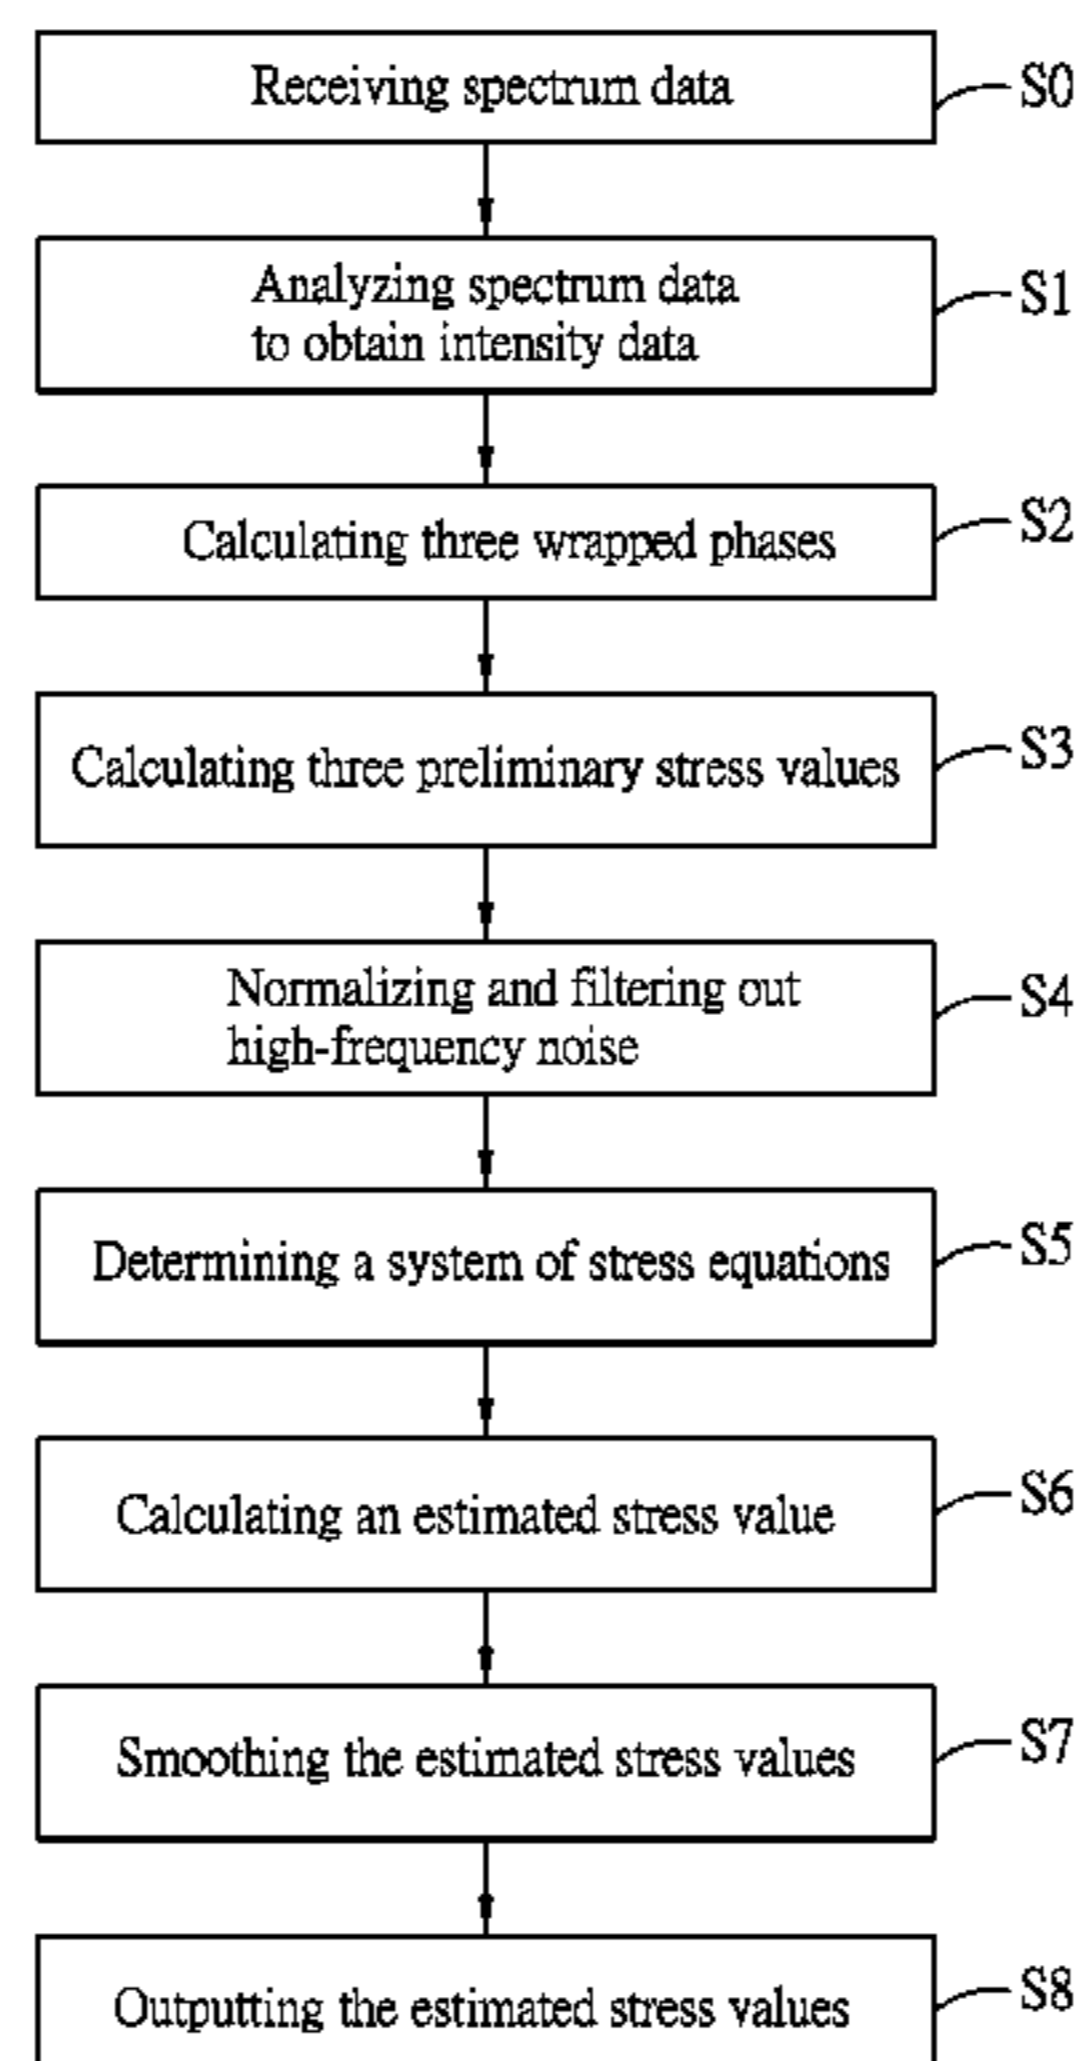 Receiving spectrum data
S0
Analyzing spectrum data
to obtain intensity data
S1
Calculating three wrapped phases
S2
Calculating three preliminary stress values
S3
Normalizing and filtering out
high-frequency noise
S4
Determining a system of stress equations
S5
Calculating an estimated stress value
S6
Smoothing the estimated stress values
S7
Outputting the estimated stress values
S8